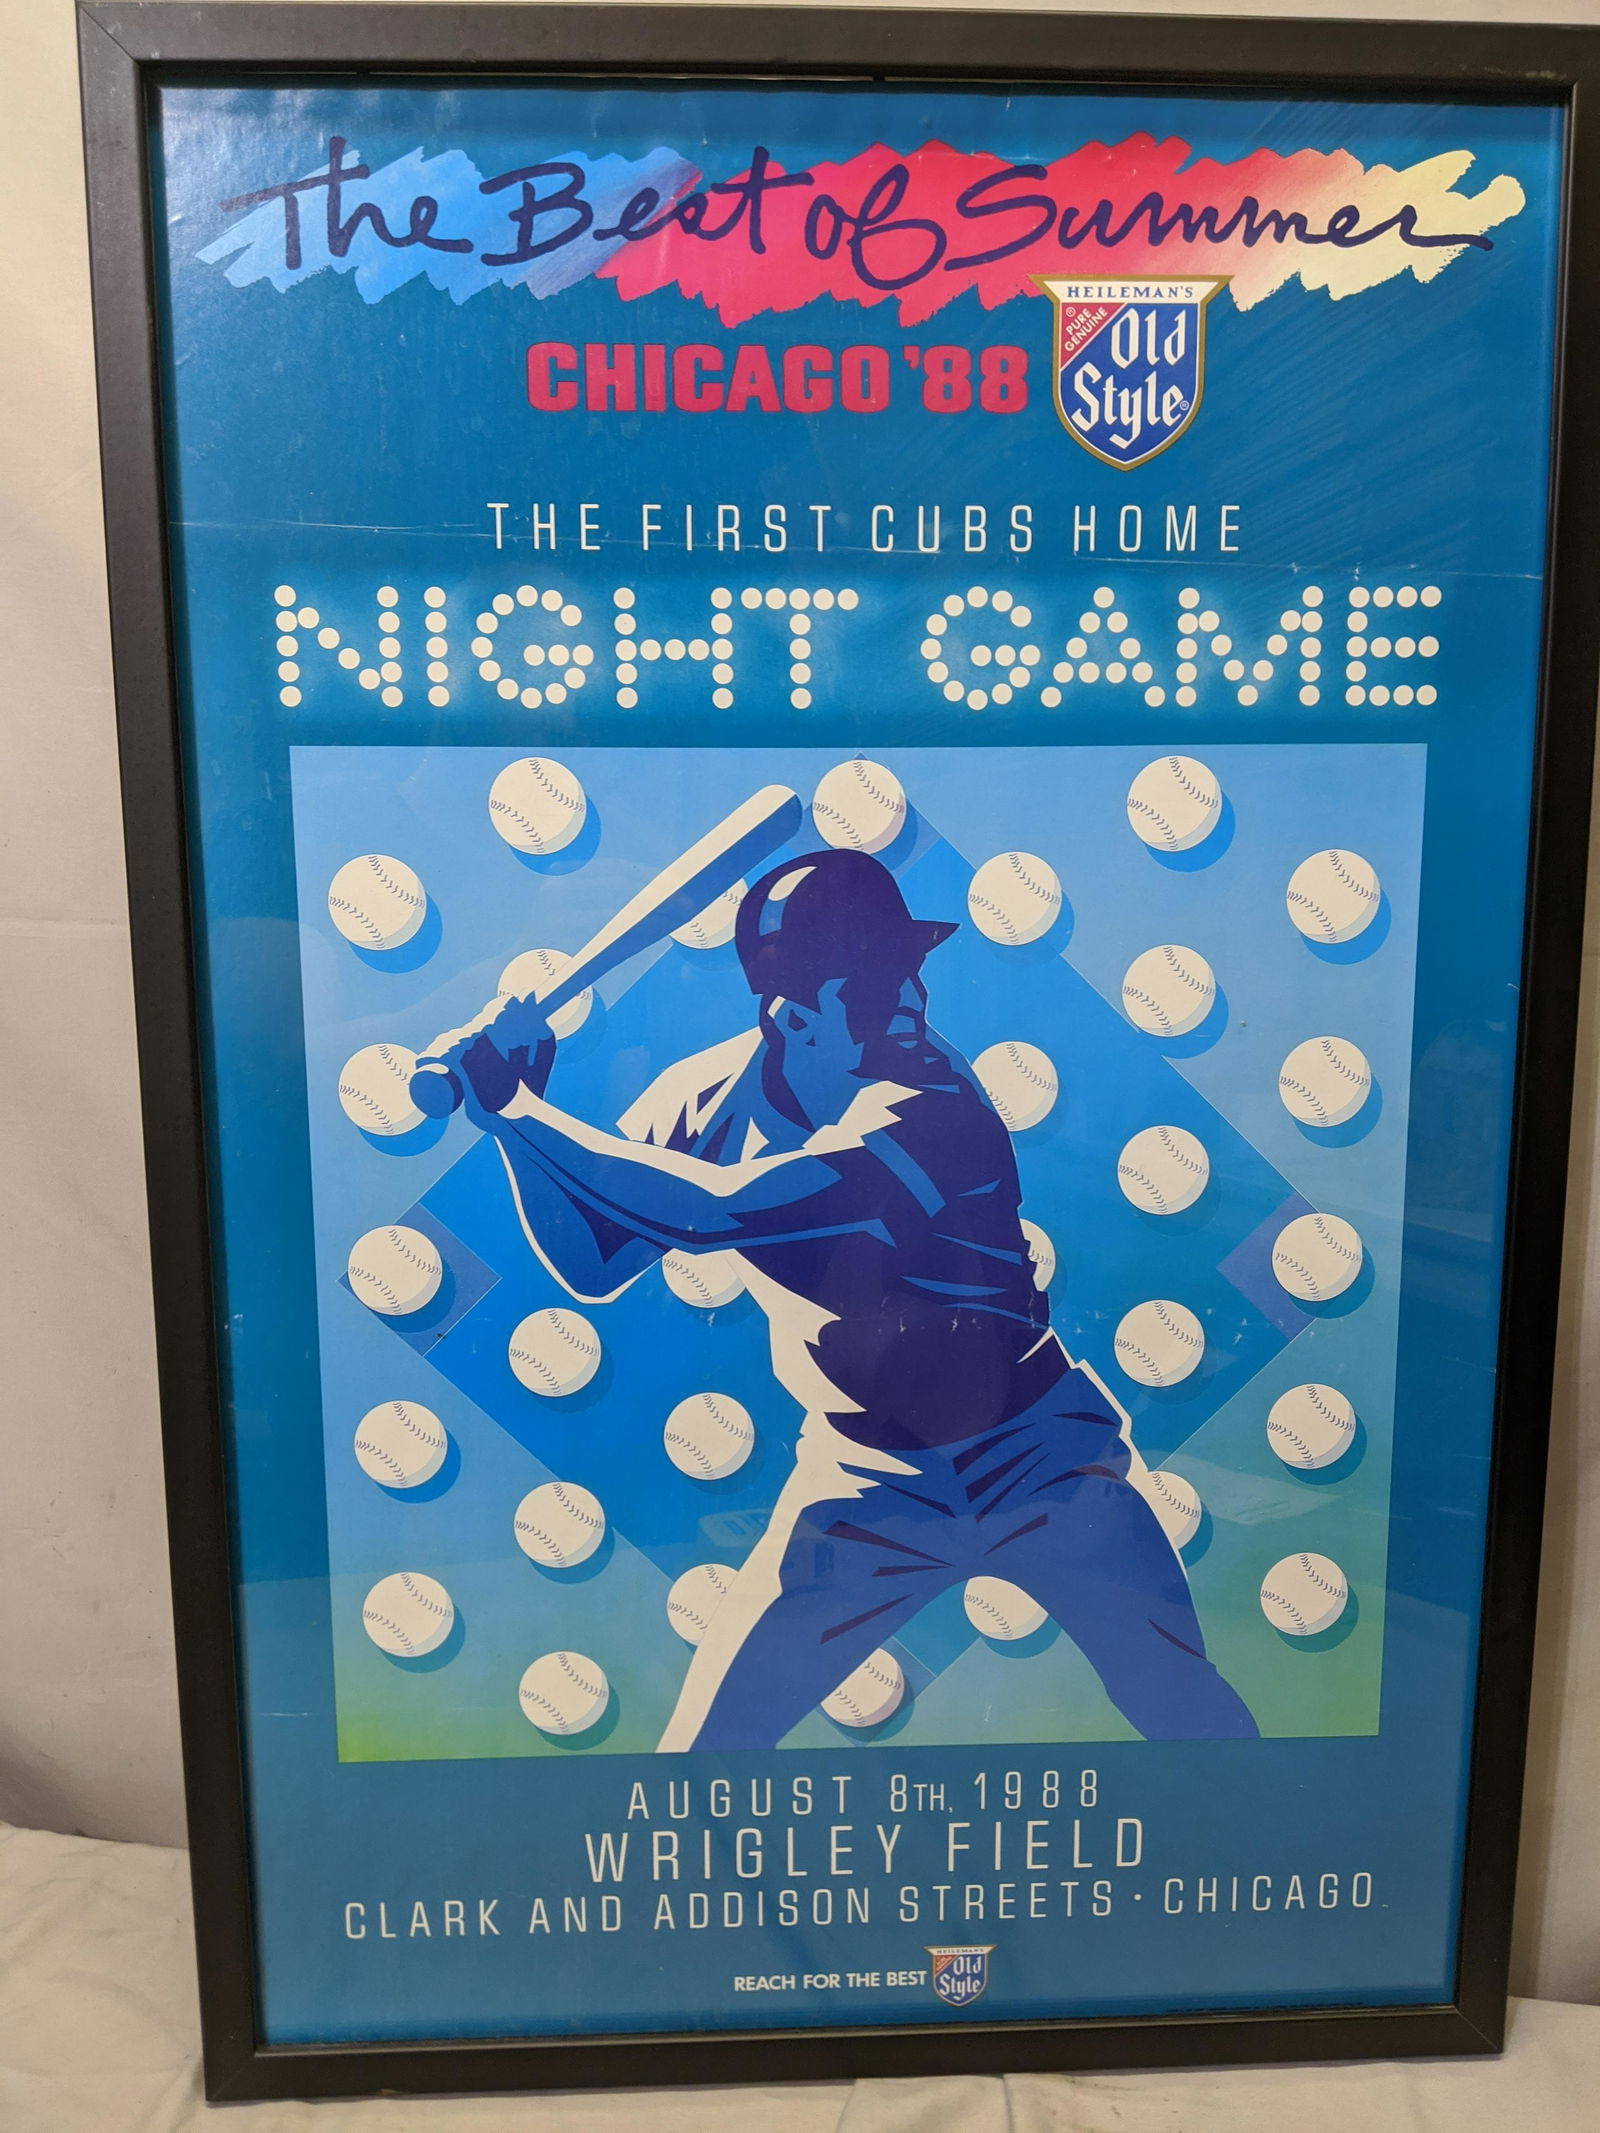 The Best of Summer
HEILEMAN'S
® PURE GENUINE
Old Style®
CHICAGO '88
THE FIRST CUBS HOME
NIGHT GAME
AUGUST 8TH, 1988
WRIGLEY FIELD
CLARK AND ADDISON STREETS · CHICAGO
REACH FOR THE BEST
HEILEMAN'S
Old Style